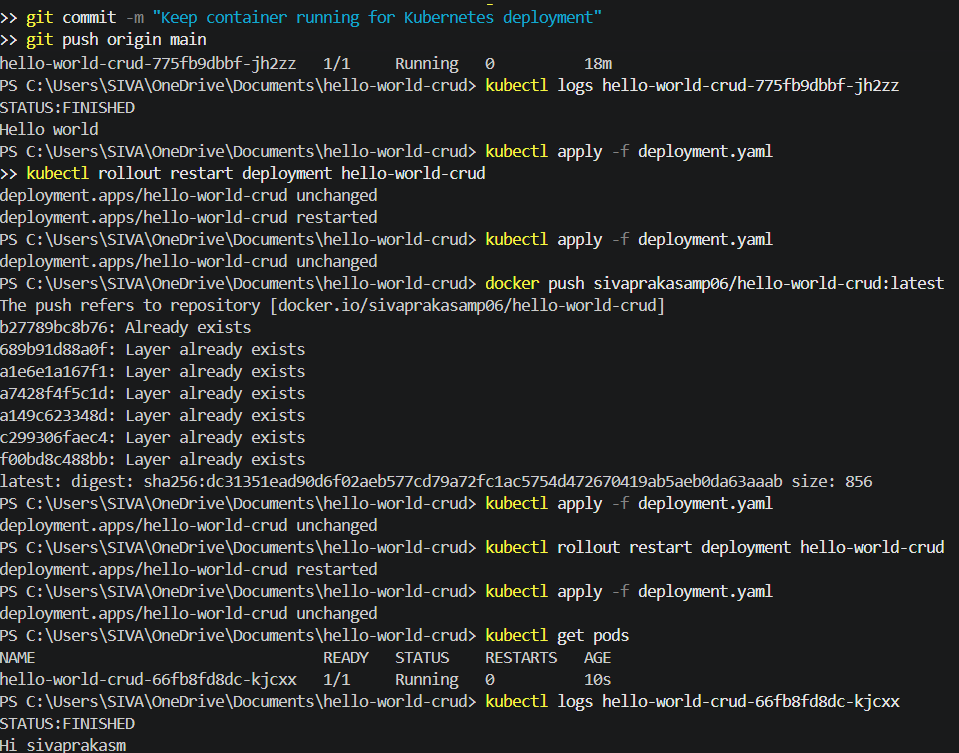 >> git commit -m "Keep container running for Kubernetes deployment"
>> git push origin main
hello-world-crud-775fb9dbbf-jh2zz   1/1     Running   0          18m
PS C:\Users\SIVA\OneDrive\Documents\hello-world-crud> kubectl logs hello-world-crud-775fb9dbbf-jh2zz
STATUS:FINISHED
Hello world
PS C:\Users\SIVA\OneDrive\Documents\hello-world-crud> kubectl apply -f deployment.yaml
>> kubectl rollout restart deployment hello-world-crud
deployment.apps/hello-world-crud unchanged
deployment.apps/hello-world-crud restarted
PS C:\Users\SIVA\OneDrive\Documents\hello-world-crud> kubectl apply -f deployment.yaml
deployment.apps/hello-world-crud unchanged
PS C:\Users\SIVA\OneDrive\Documents\hello-world-crud> docker push sivaprakasamp06/hello-world-crud:latest
The push refers to repository [docker.io/sivaprakasamp06/hello-world-crud]
b27789bc8b76: Already exists
689b91d88a0f: Layer already exists
a1e6e1a167f1: Layer already exists
a7428f4f5c1d: Layer already exists
a149c623348d: Layer already exists
c299306faec4: Layer already exists
f00bd8c488bb: Layer already exists
latest: digest: sha256:dc31351ead90d6f02aeb577cd79a72fc1ac5754d472670419ab5aeb0da63aaab size: 856
PS C:\Users\SIVA\OneDrive\Documents\hello-world-crud> kubectl apply -f deployment.yaml
deployment.apps/hello-world-crud unchanged
PS C:\Users\SIVA\OneDrive\Documents\hello-world-crud> kubectl rollout restart deployment hello-world-crud
deployment.apps/hello-world-crud restarted
PS C:\Users\SIVA\OneDrive\Documents\hello-world-crud> kubectl apply -f deployment.yaml
deployment.apps/hello-world-crud unchanged
PS C:\Users\SIVA\OneDrive\Documents\hello-world-crud> kubectl get pods
NAME                                READY   STATUS    RESTARTS   AGE
hello-world-crud-66fb8fd8dc-kjcxx   1/1     Running   0          10s
PS C:\Users\SIVA\OneDrive\Documents\hello-world-crud> kubectl logs hello-world-crud-66fb8fd8dc-kjcxx
STATUS:FINISHED
Hi sivaprakasm